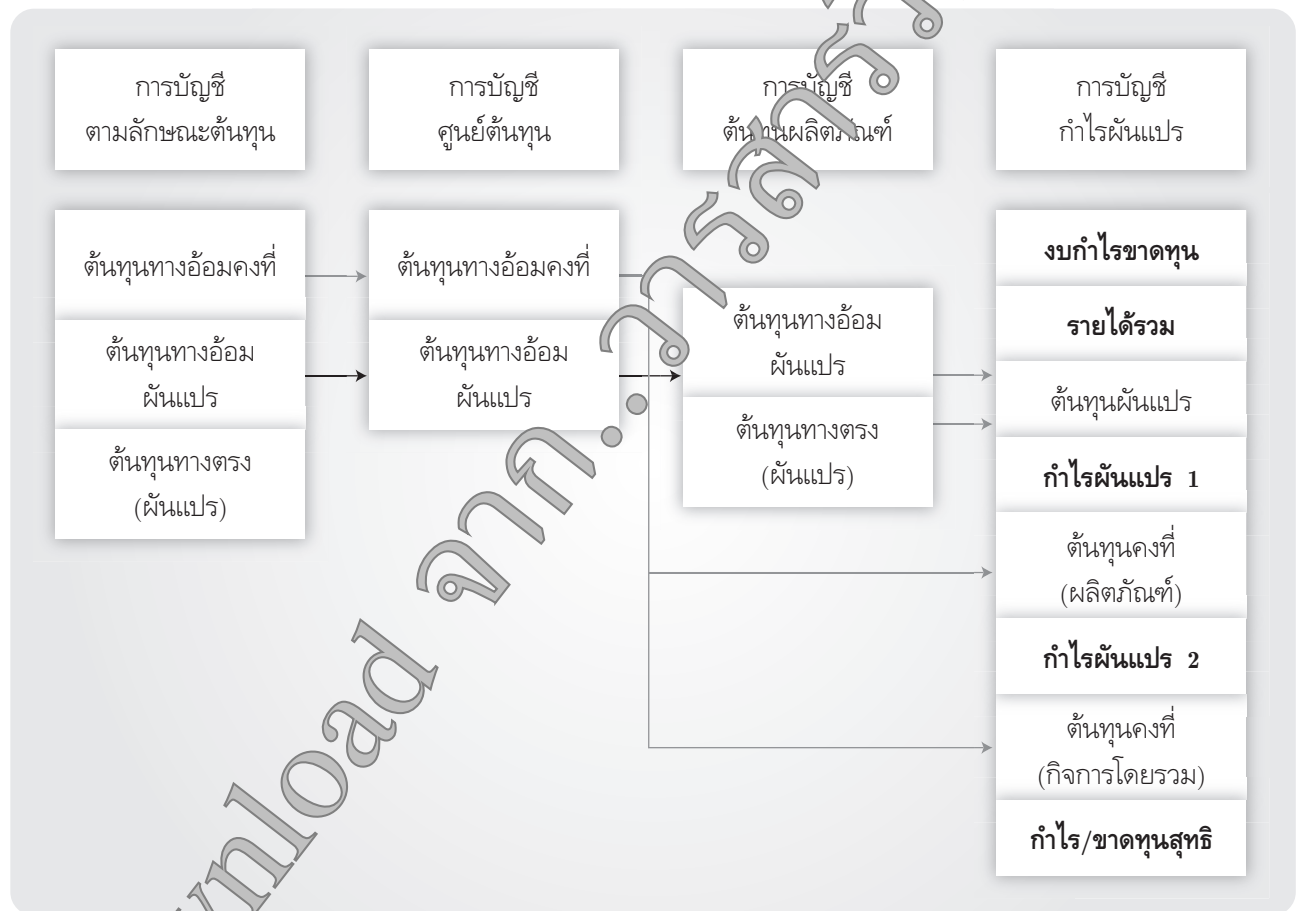 การบัญชี
ตามลักษณะต้นทุน
การบัญชี
ศูนย์ต้นทุน
การบัญชี
ต้นทุนผลิตภัณฑ์
การบัญชี
กำไรผันแปร
ต้นทุนทางอ้อมคงที่
ต้นทุนทางอ้อม
ผันแปร
ต้นทุนทางตรง
(ผันแปร)
ต้นทุนทางอ้อมคงที่
ต้นทุนทางอ้อม
ผันแปร
ต้นทุนทางอ้อม
ผันแปร
ต้นทุนทางตรง
(ผันแปร)
งบกำไรขาดทุน
รายได้รวม
ต้นทุนผันแปร
กำไรผันแปร 1
ต้นทุนคงที่
(ผลิตภัณฑ์)
กำไรผันแปร 2
ต้นทุนคงที่
(กิจการโดยรวม)
กำไร/ขาดทุนสุทธิ
wnload จาก..วารสาร